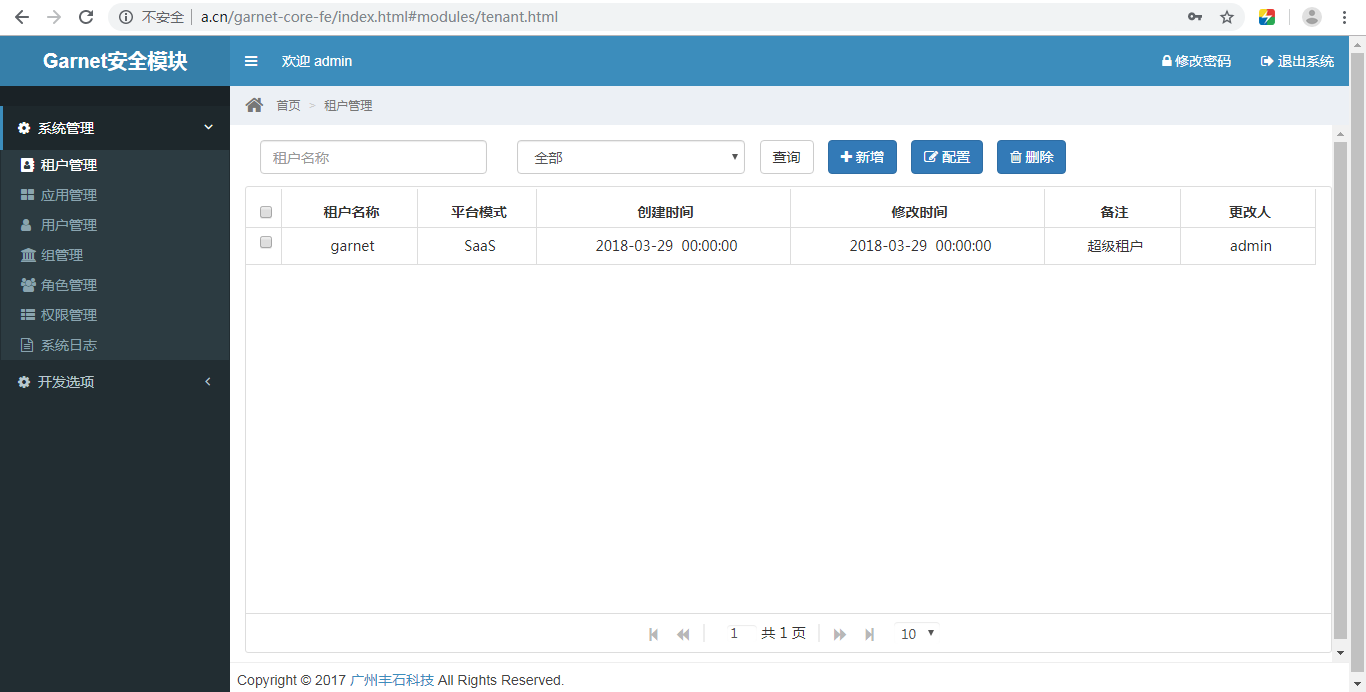 不安全 a.cn/garnet-core-fe/index.html#modules/tenant.html
Garnet安全模块 欢迎 admin 修改密码 退出系统
首页 > 租户管理
系统管理
租户管理
应用管理
用户管理
组管理
角色管理
权限管理
系统日志
开发选项
租户名称 全部 查询 新增 配置 删除
租户名称 平台模式 创建时间 修改时间 备注 更改人
garnet SaaS 2018-03-29 00:00:00 2018-03-29 00:00:00 超级租户 admin
1 共 1 页 10
Copyright © 2017 广州丰石科技 All Rights Reserved.